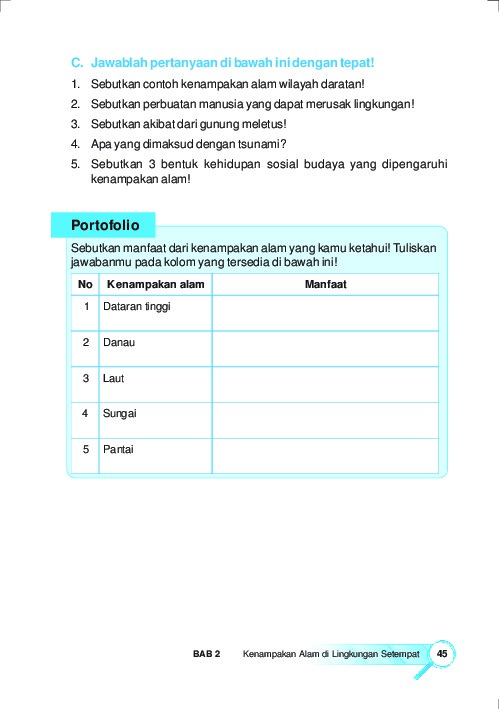 C. Jawablah pertanyaan di bawah ini dengan tepat!
1. Sebutkan contoh kenampakan alam wilayah daratan!
2. Sebutkan perbuatan manusia yang dapat merusak lingkungan!
3. Sebutkan akibat dari gunung meletus!
4. Apa yang dimaksud dengan tsunami?
5. Sebutkan 3 bentuk kehidupan sosial budaya yang dipengaruhi
kenampakan alam!
Portofolio
Sebutkan manfaat dari kenampakan alam yang kamu ketahui! Tuliskan
jawabanmu pada kolom yang tersedia di bawah ini!
No Kenampakan alam Manfaat
1 Dataran tinggi
2 Danau
3 Laut
4 Sungai
5 Pantai
BAB 2 Kenampakan Alam di Lingkungan Setempat 45